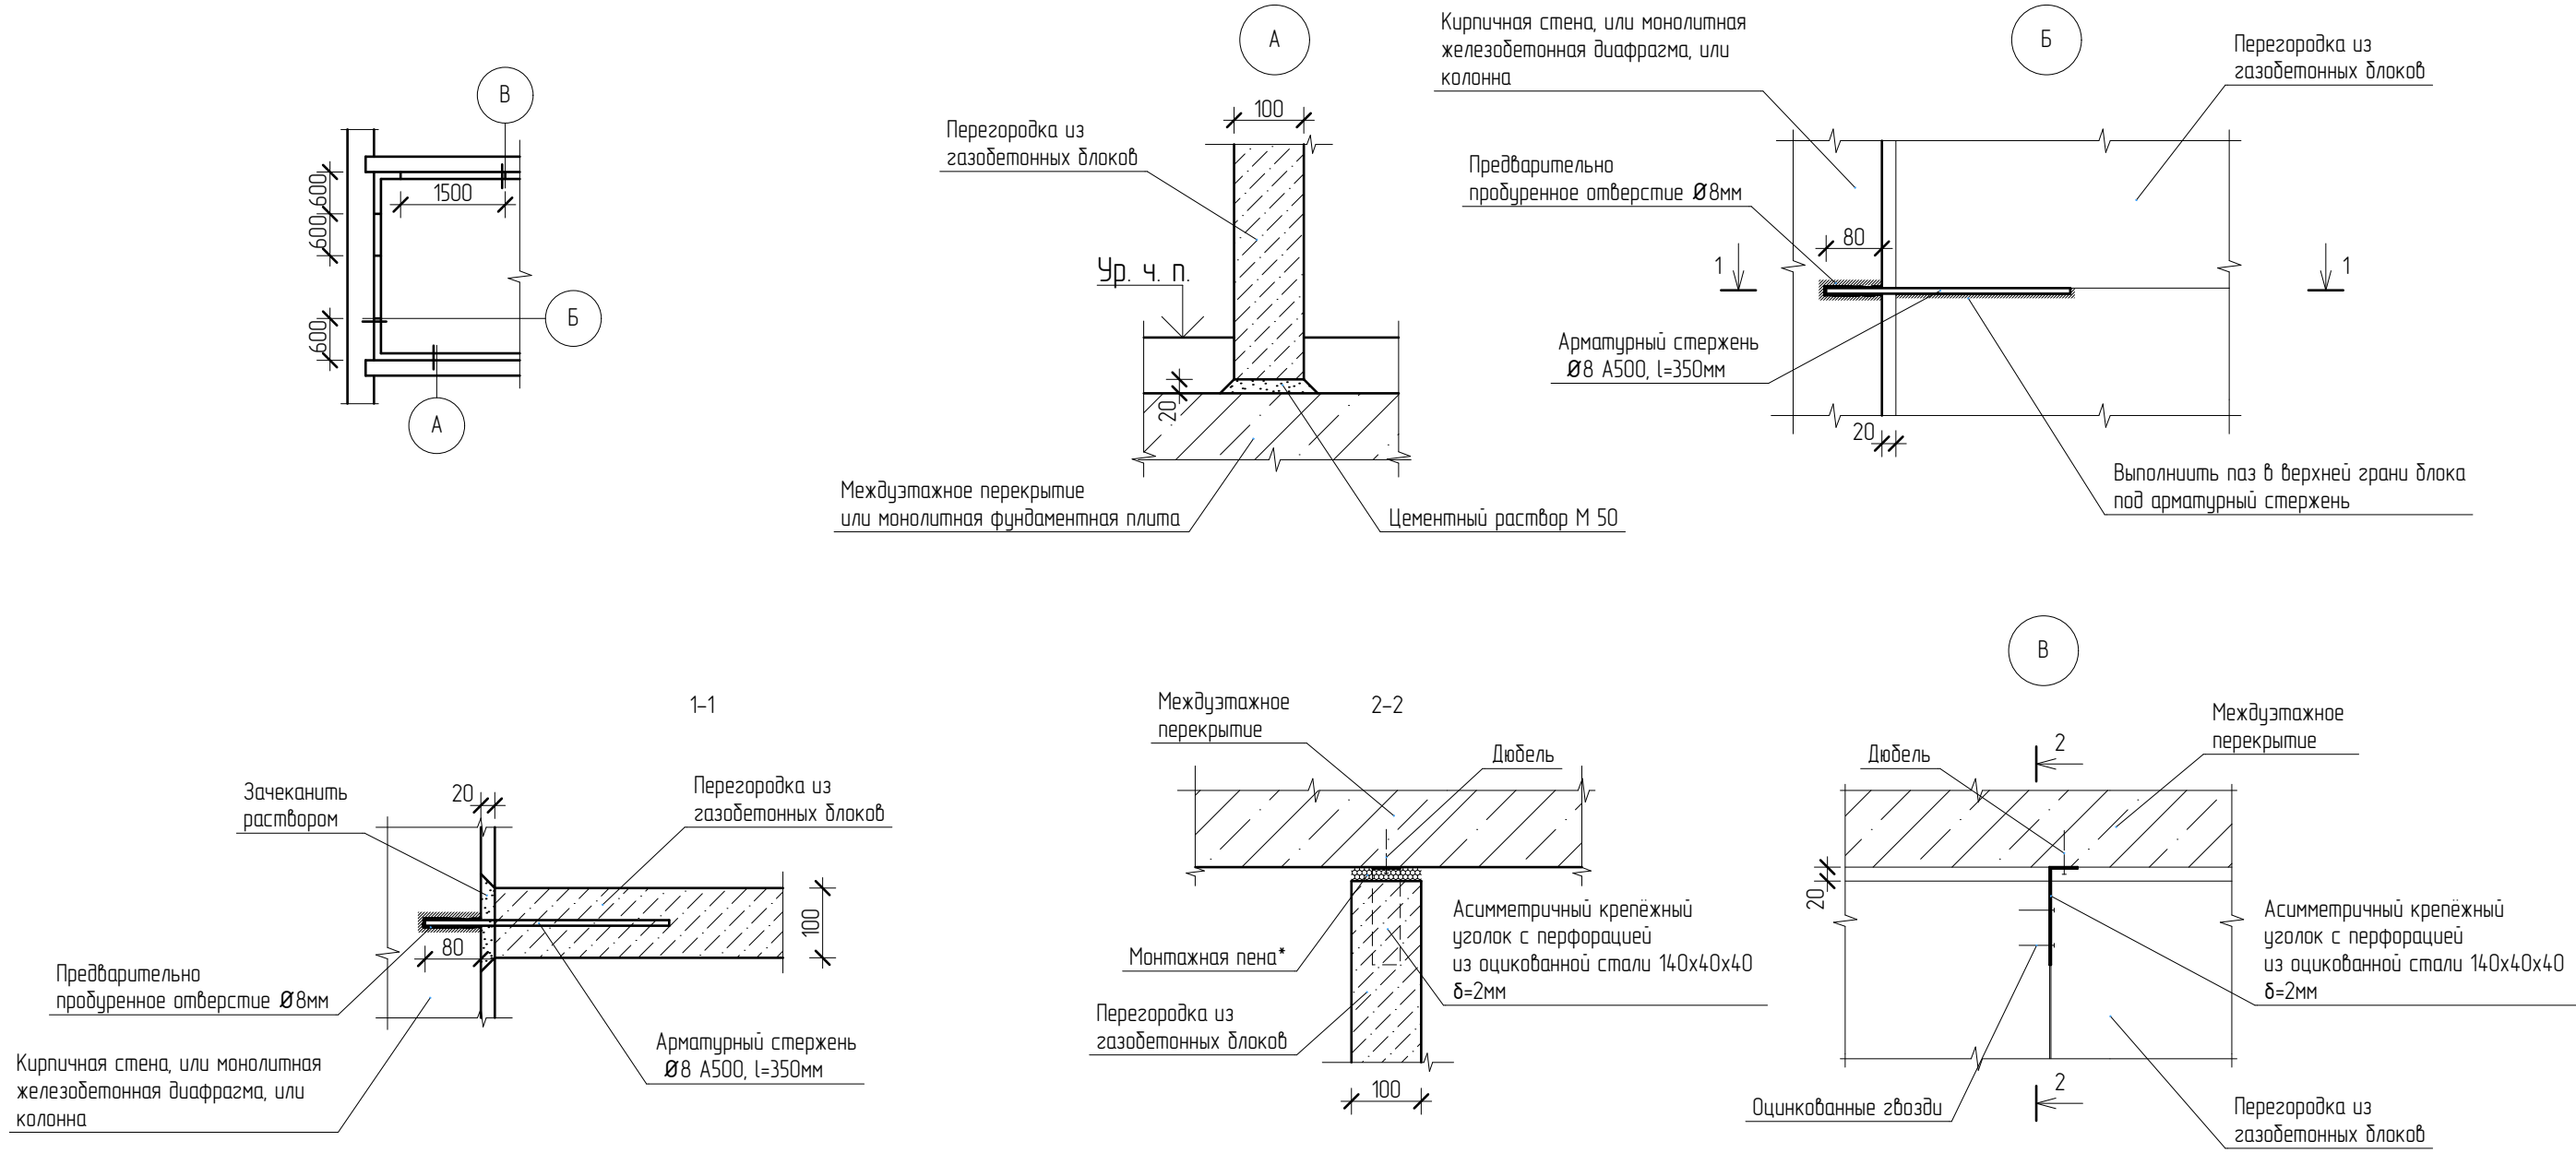 В
600
600
1500
600
Б
А
А
100
Перегородка из
газобетонных блоков
Ур. ч. п.
20
Междуэтажное перекрытие
или монолитная фундаментная плита
Цементный раствор М 50
Б
Кирпичная стена, или монолитная
железобетонная диафрагма, или
колонна
Перегородка из
газобетонных блоков
Предварительно
пробуренное отверстие Ø8мм
80
1
1
Арматурный стержень
Ø8 А500, l=350мм
20
Выполниить паз в верхней грани блока
под арматурный стержень
1-1
Зачеканить
раствором
20
Перегородка из
газобетонных блоков
100
80
Предварительно
пробуренное отверстие Ø8мм
Арматурный стержень
Ø8 А500, l=350мм
Кирпичная стена, или монолитная
железобетонная диафрагма, или
колонна
2-2
Междуэтажное
перекрытие
Дюбель
Асимметричный крепёжный
уголок с перфорацией
из оцикованной стали 140х40х40
δ=2мм
Монтажная пена*
Перегородка из
газобетонных блоков
100
В
Междуэтажное
перекрытие
2
Дюбель
20
Асимметричный крепёжный
уголок с перфорацией
из оцикованной стали 140х40х40
δ=2мм
2
Оцинкованные гвозди
Перегородка из
газобетонных блоков